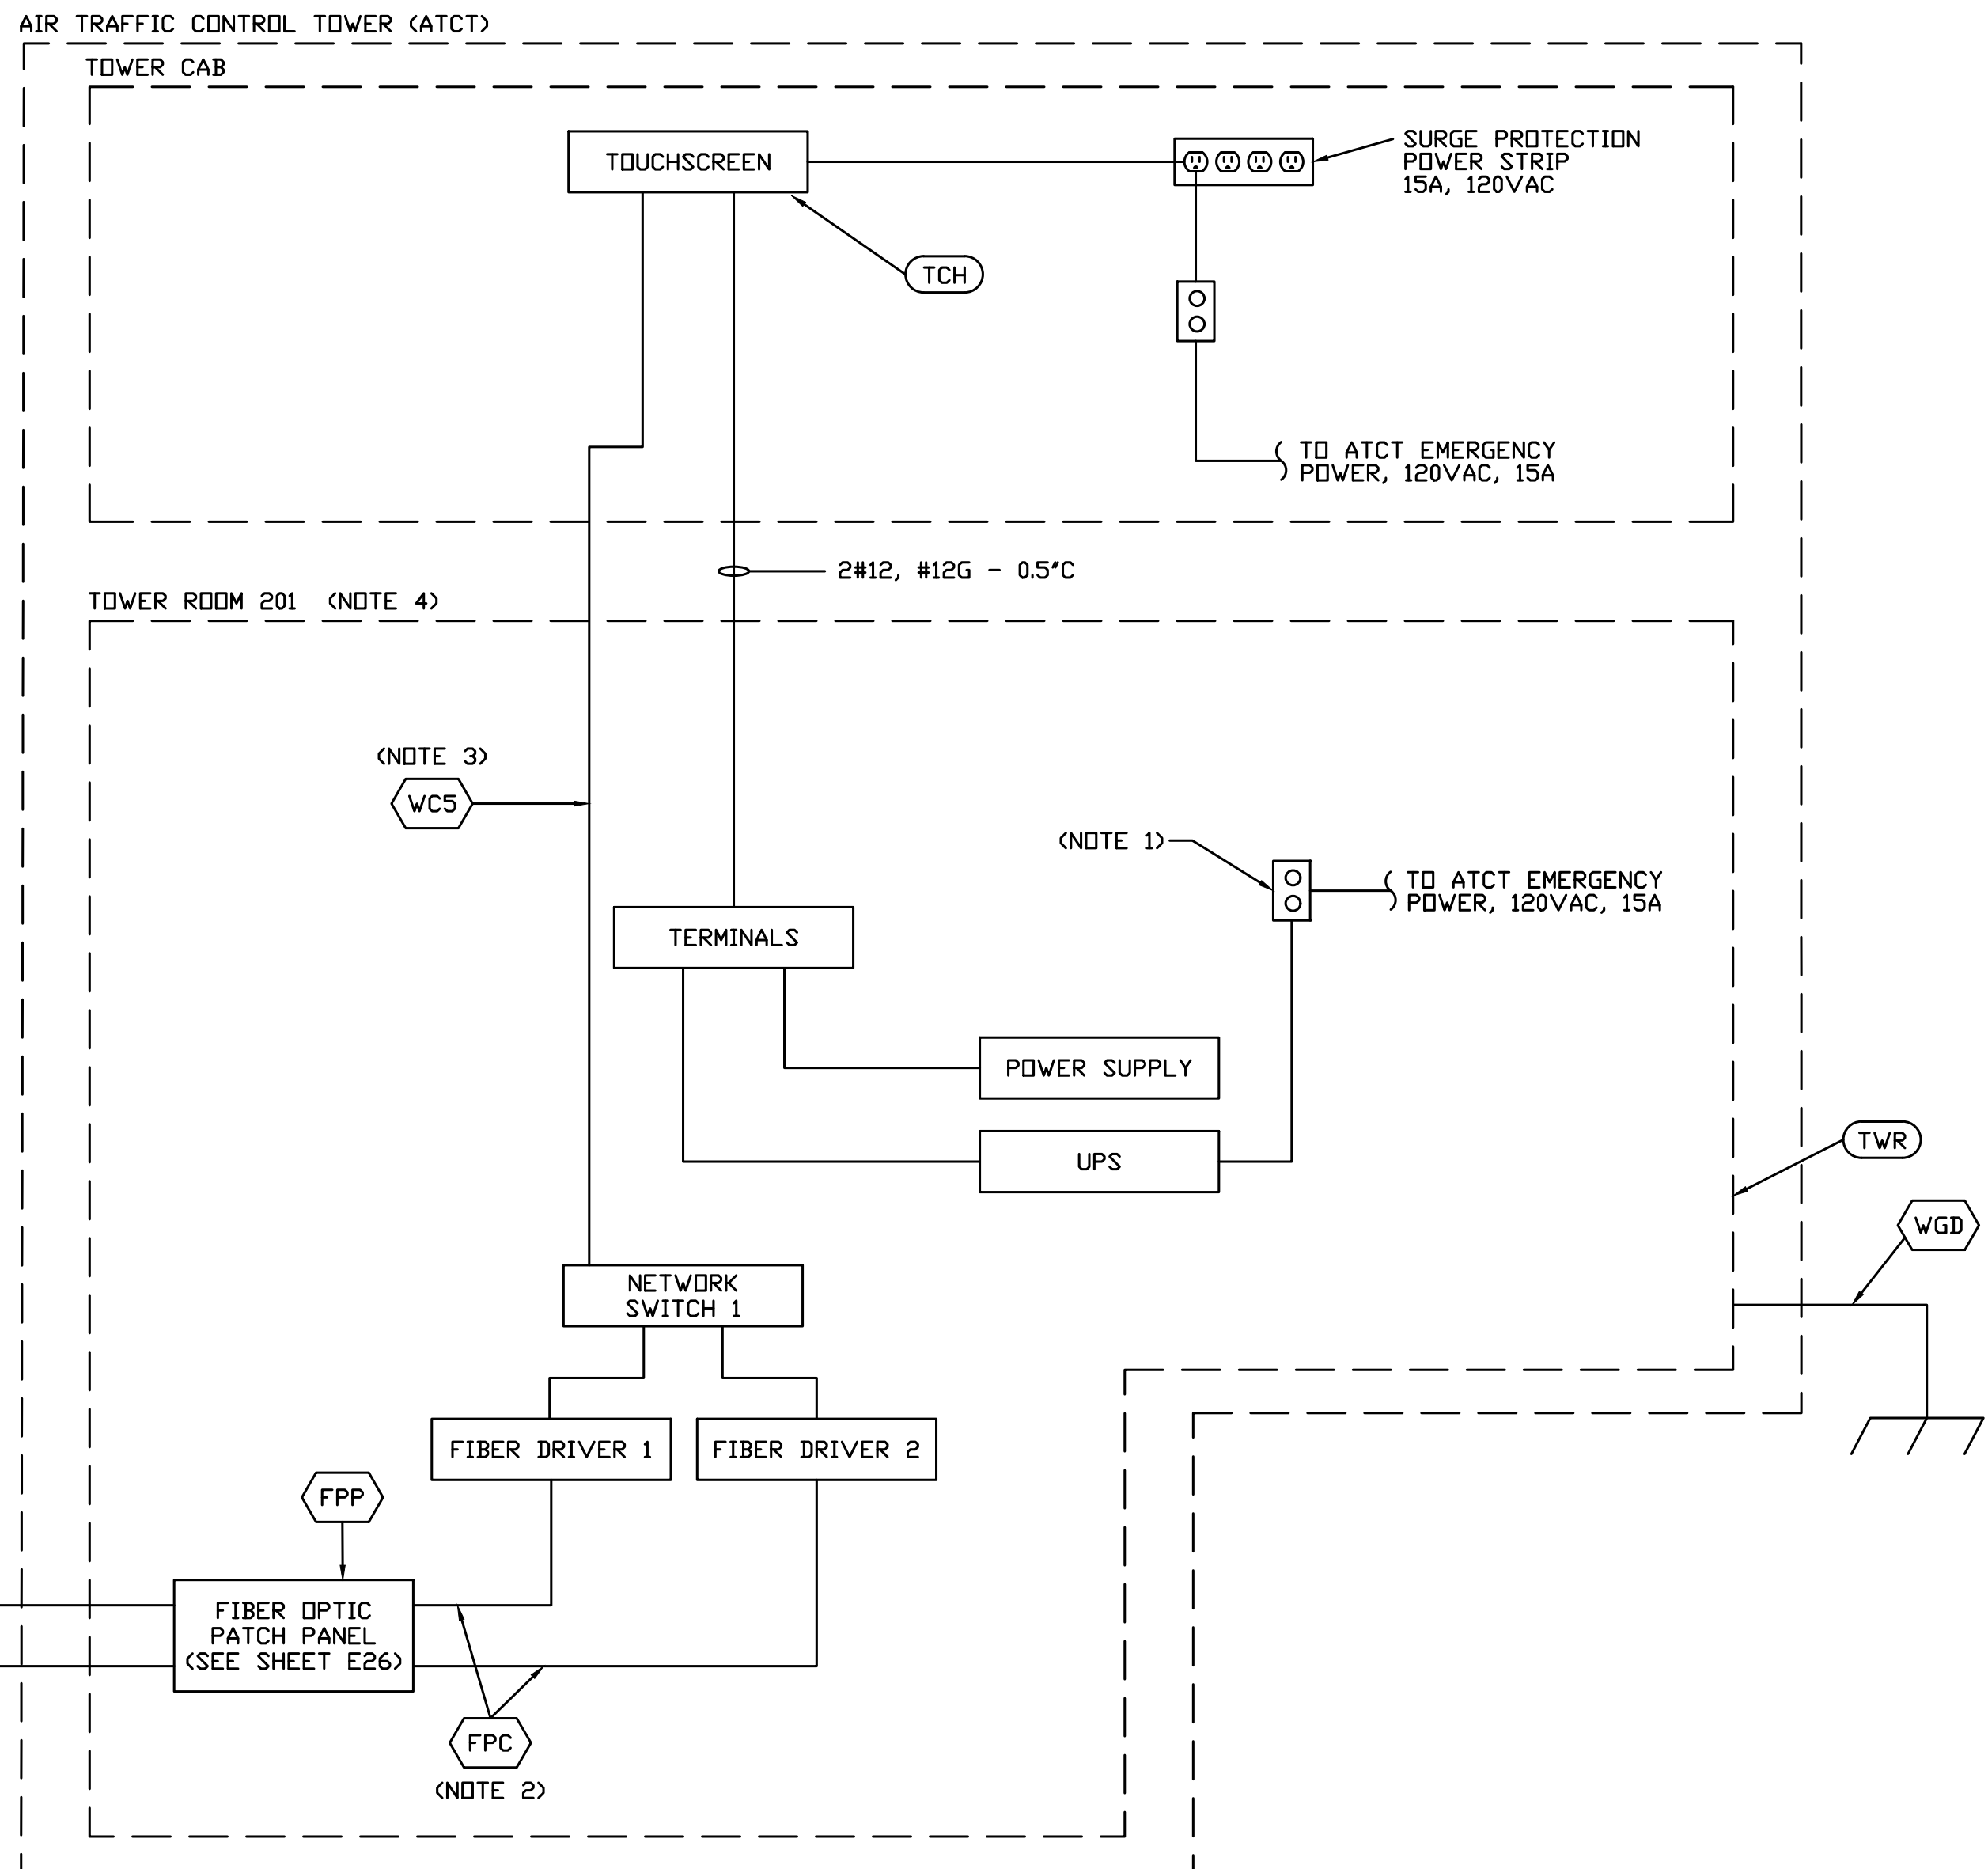 AIR TRAFFIC CONTROL TOWER (ATCT)
TOWER CAB
TOUCHSCREEN
SURGE PROTECTION
POWER STRIP
15A, 120VAC
TCH
TO ATCT EMERGENCY
POWER, 120VAC, 15A
2#12, #12G - 0.5"C
TOWER ROOM 201 (NOTE 4)
(NOTE 3)
WC5
(NOTE 1)
TO ATCT EMERGENCY
POWER, 120VAC, 15A
TERMINALS
POWER SUPPLY
UPS
TWR
WGD
NETWORK
SWITCH 1
FIBER DRIVER 1
FIBER DRIVER 2
FPP
FIBER OPTIC
PATCH PANEL
(SEE SHEET E26)
FPC
(NOTE 2)